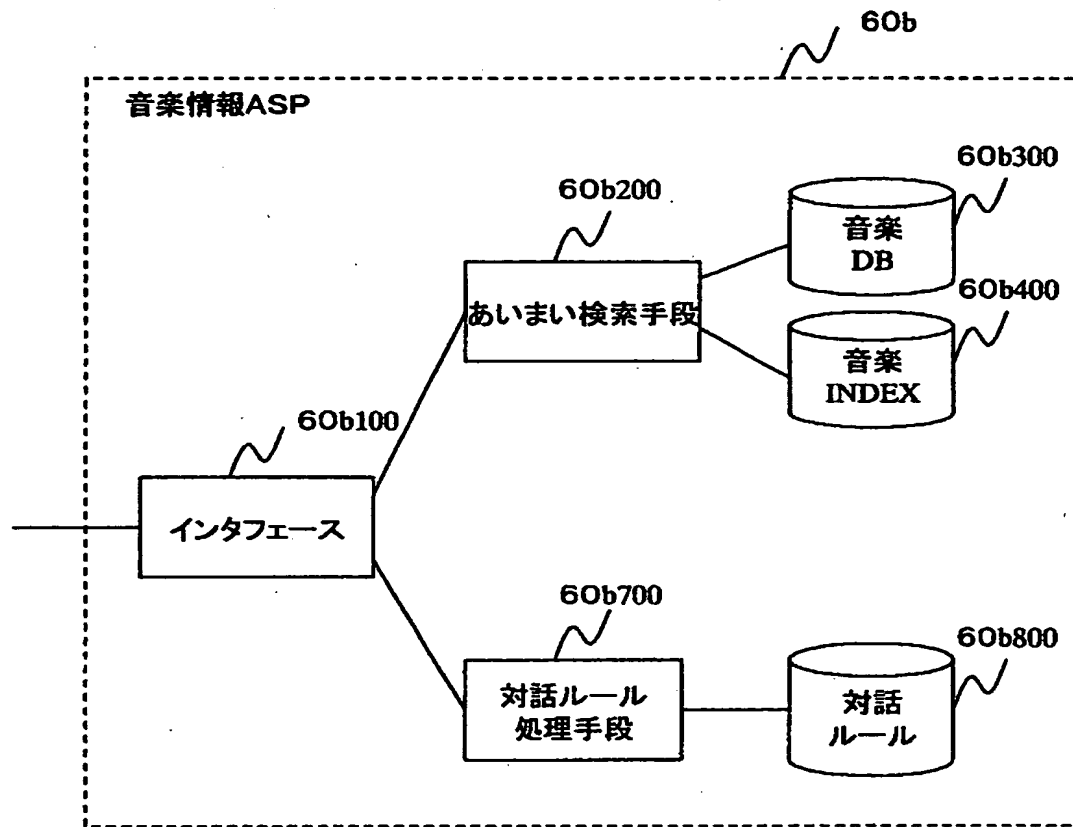 60b
音楽情報ASP
60b300
60b200
音楽
DB
あいまい検索手段
60b400
音楽
INDEX
60b100
インタフェース
60b700
対話ルール
処理手段
60b800
対話
ルール